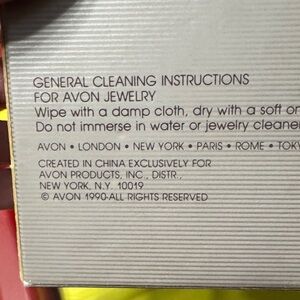 GENERAL CLEANING INSTRUCTIONS
FOR AVON JEWELRY
Wipe with a damp cloth, dry with a soft
Do not immerse in water or jewelry
AVON • LONDON • NEW YORK • PARIS • ROME •
CREATED IN CHINA EXCLUSIVELY FOR
AVON PRODUCTS, INC., DISTR.,
NEW YORK, N.Y. 10019
© AVON 1990-ALL RIGHTS RESERVED